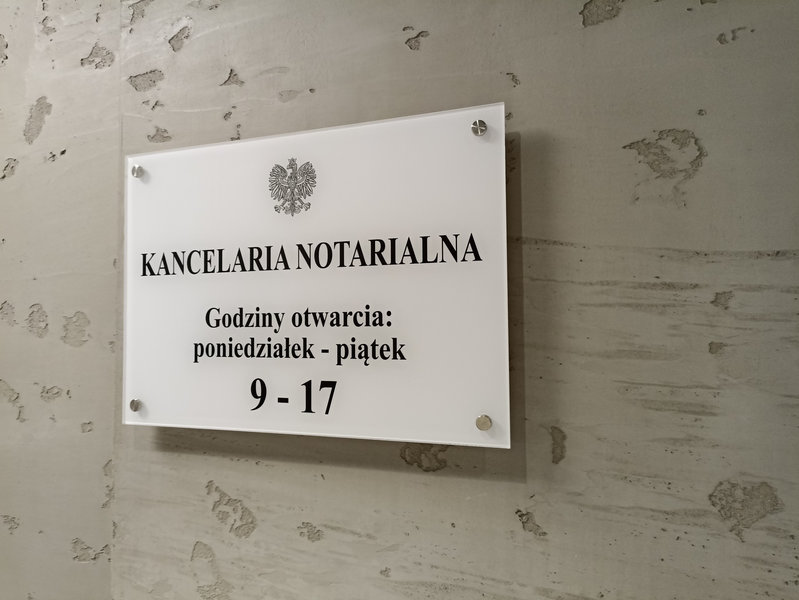 KANCELARIA NOTARIALNA
Godziny otwarcia:
poniedziałek - piątek
9 - 17